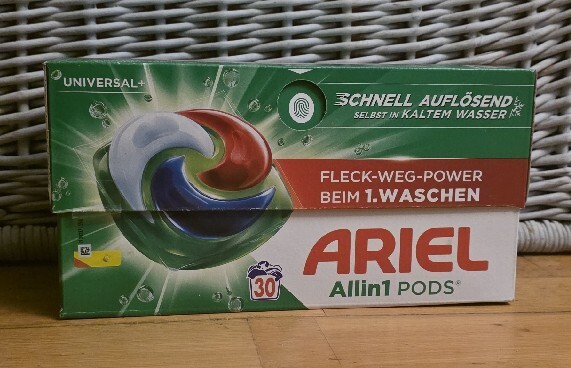 UNIVERSAL+
SCHNELL AUFLÖSEND
SELBST IN KALTEM WASSER
FLECK-WEG-POWER
BEIM 1.WASCHEN
ARIEL
Allin1 PODS®
30